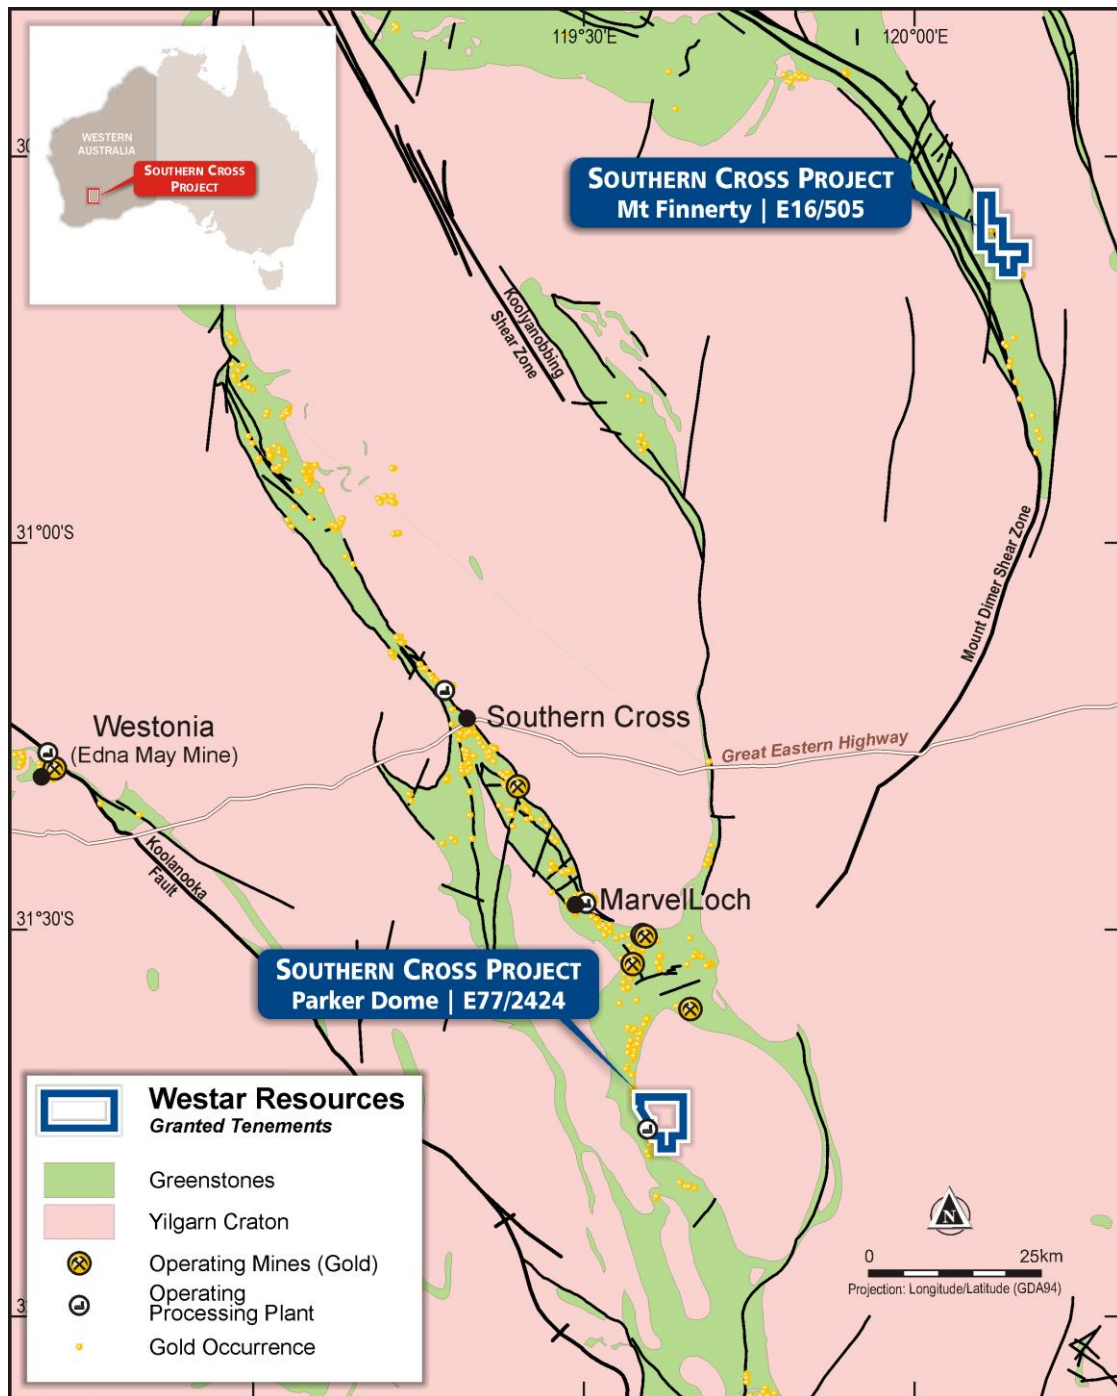 119°30'E
120°00'E
WESTERN
AUSTRALIA
SOUTHERN CROSS
PROJECT
30
SOUTHERN CROSS PROJECT
Mt Finnerty | E16/505
Koolyanobbing
Shear Zone
31°00'S
Mount Dimer Shear Zone
Southern Cross
Westonia
(Edna May Mine)
Great Eastern Highway
Koolanooka
Fault
MarvelLoch
31°30'S
SOUTHERN CROSS PROJECT
Parker Dome | E77/2424
Westar Resources
Granted Tenements
Greenstones
Yilgarn Craton
Operating Mines (Gold)
Operating
Processing Plant
Gold Occurrence
N
0 25km
Projection: Longitude/Latitude (GDA94)